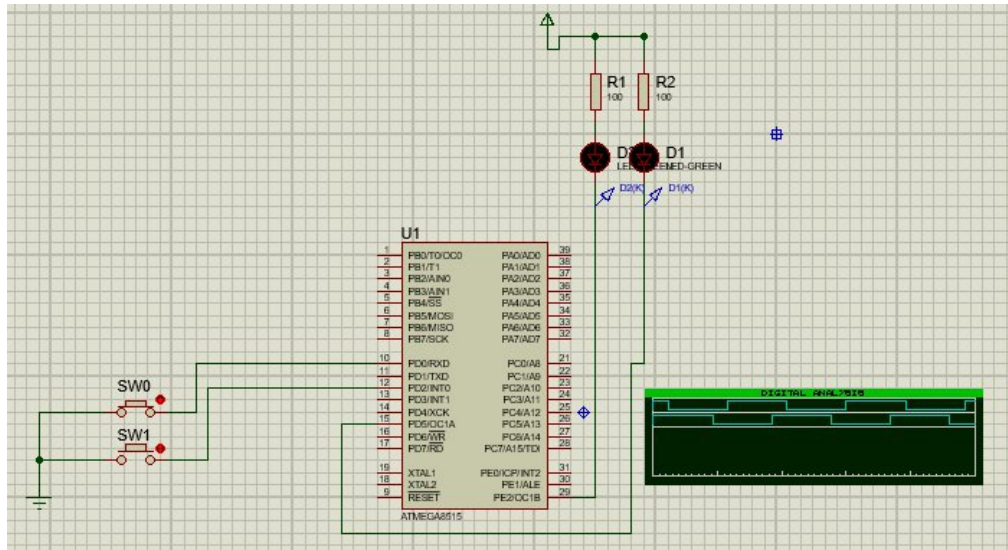 R1
100
R2
100
D1
LED-GREEN
D2(K)
D1(K)
U1
1 PB0/T0/OC0
2 PB1/T1
3 PB2/AIN0
4 PB3/AIN1
5 PB4/SS
6 PB5/MOSI
7 PB6/MISO
8 PB7/SCK
10 PD0/RXD
11 PD1/TXD
12 PD2/INT0
13 PD3/INT1
14 PD4/XCK
15 PD5/OC1A
16 PD6/WR
17 PD7/RD
19 XTAL1
18 XTAL2
9 RESET
PA0/AD0 39
PA1/AD1 38
PA2/AD2 37
PA3/AD3 36
PA4/AD4 35
PA5/AD5 34
PA6/AD6 33
PA7/AD7 32
PC0/A8 21
PC1/A9 22
PC2/A10 23
PC3/A11 24
PC4/A12 25
PC5/A13 26
PC6/A14 27
PC7/A15/TDI 28
PE0/ICP/INT2 31
PE1/ALE 30
PE2/OC1B 29
ATMEGA8515
SW0
SW1
DIGITAL ANALYSIS